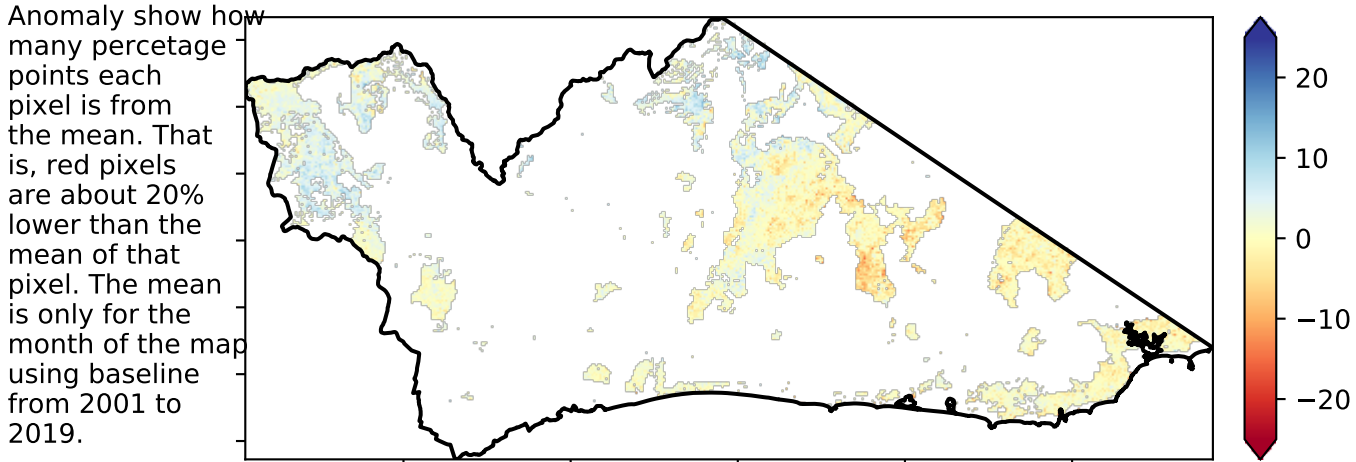 Anomaly show how
many percetage
points each
pixel is from
the mean. That
is, red pixels
are about 20%
lower than the
mean of that
pixel. The mean
is only for the
month of the map
using baseline
from 2001 to
2019.
20
10
0
−10
−20